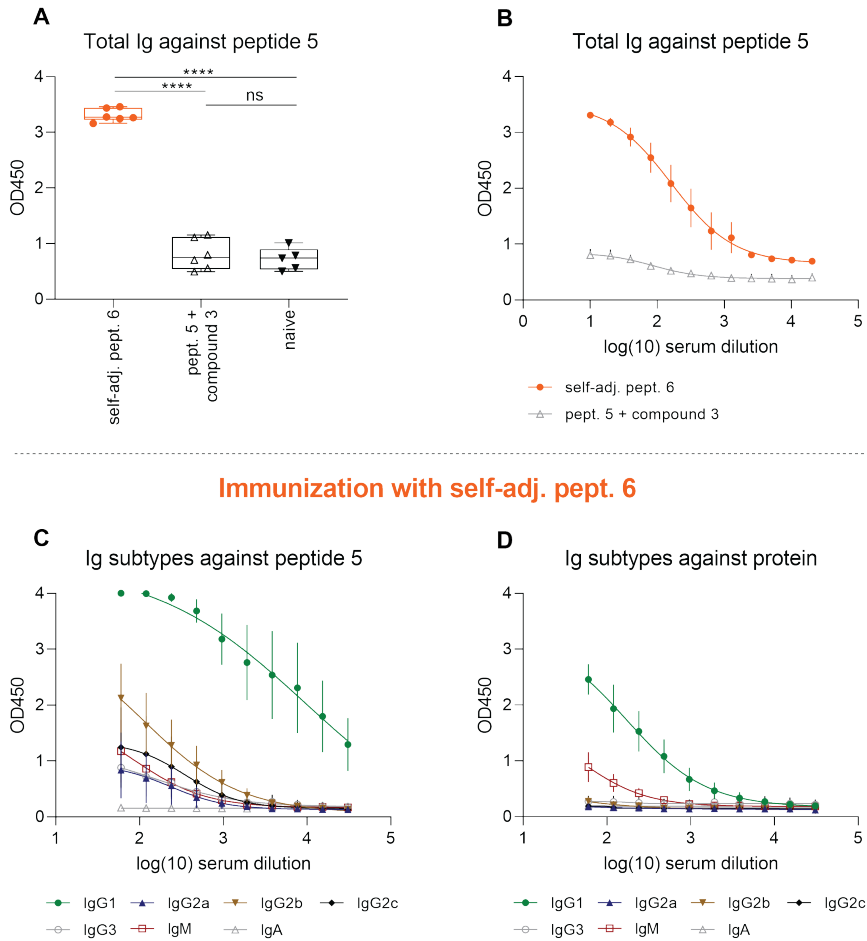 A
Total Ig against peptide 5
4
3
2
1
0
OD450
****
****
ns
self-adj. pept. 6
pept. 5 +
compound 3
naive
B
Total Ig against peptide 5
4
3
2
1
0
OD450
0 1 2 3 4 5
log(10) serum dilution
self-adj. pept. 6
pept. 5 + compound 3
Immunization with self-adj. pept. 6
C
Ig subtypes against peptide 5
4
3
2
1
0
OD450
1 2 3 4 5
log(10) serum dilution
IgG1 IgG2a IgG2b IgG2c
IgG3 IgM IgA
D
Ig subtypes against protein
4
3
2
1
0
OD450
1 2 3 4 5
log(10) serum dilution
IgG1 IgG2a IgG2b IgG2c
IgG3 IgM IgA